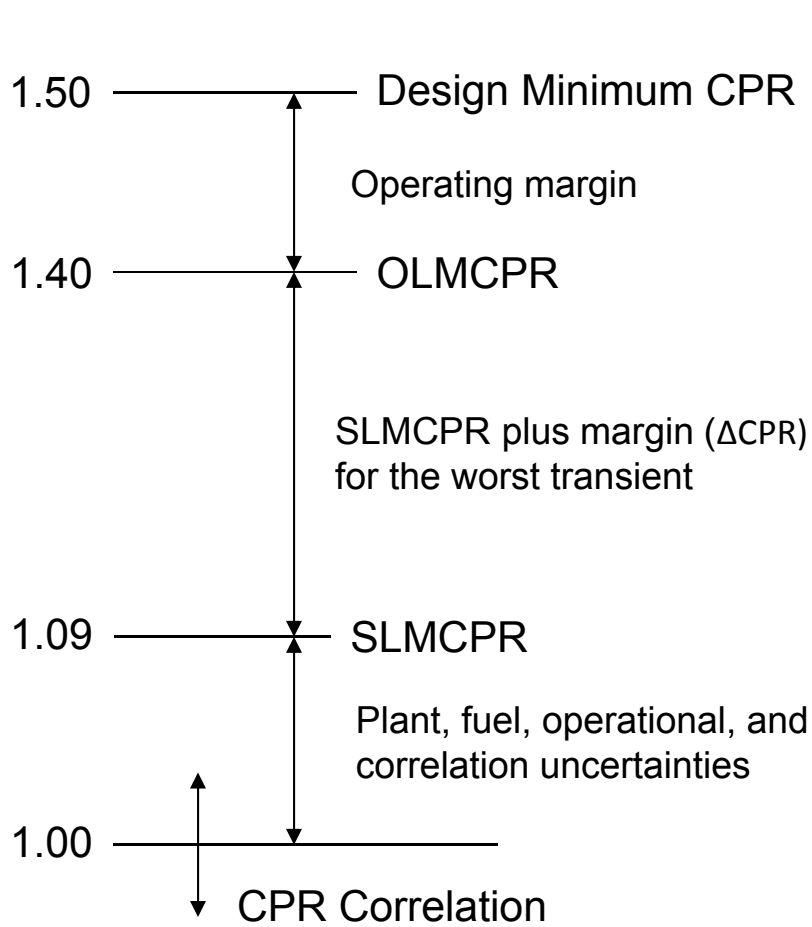 1.50 Design Minimum CPR
Operating margin
1.40 OLMCPR
SLMCPR plus margin (ΔCPR)
for the worst transient
1.09 SLMCPR
Plant, fuel, operational, and
correlation uncertainties
1.00
CPR Correlation